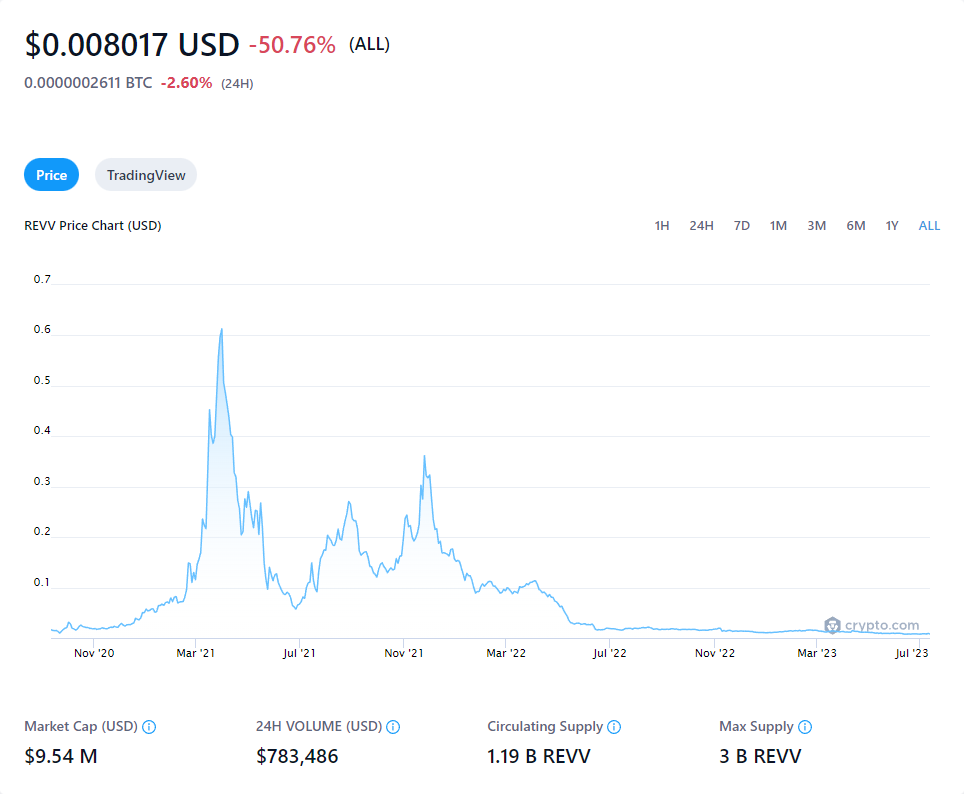 $0.008017 USD -50.76% (ALL)
0.0000002611 BTC -2.60% (24H)
Price TradingView
REVV Price Chart (USD) 1H 24H 7D 1M 3M 6M 1Y ALL
0.7
0.6
0.5
0.4
0.3
0.2
0.1
crypto.com
Nov '20 Mar '21 Jul '21 Nov '21 Mar '22 Jul '22 Nov '22 Mar '23 Jul '23
Market Cap (USD) 24H VOLUME (USD) Circulating Supply Max Supply
$9.54 M $783,486 1.19 B REVV 3 B REVV